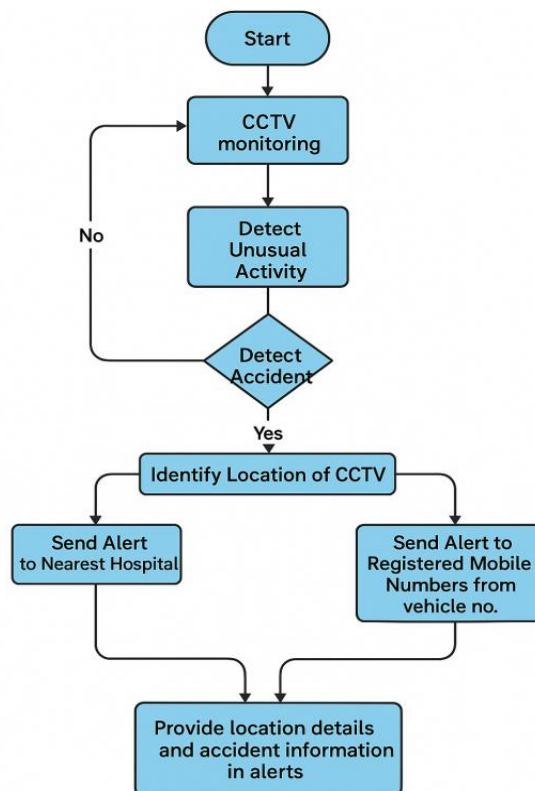 Start
CCTV
monitoring
Detect
Unusual
Activity
No
Detect
Accident
Yes
Identify Location of CCTV
Send Alert
to Nearest Hospital
Send Alert to
Registered Mobile
Numbers from
vehicle no.
Provide location details
and accident information
in alerts